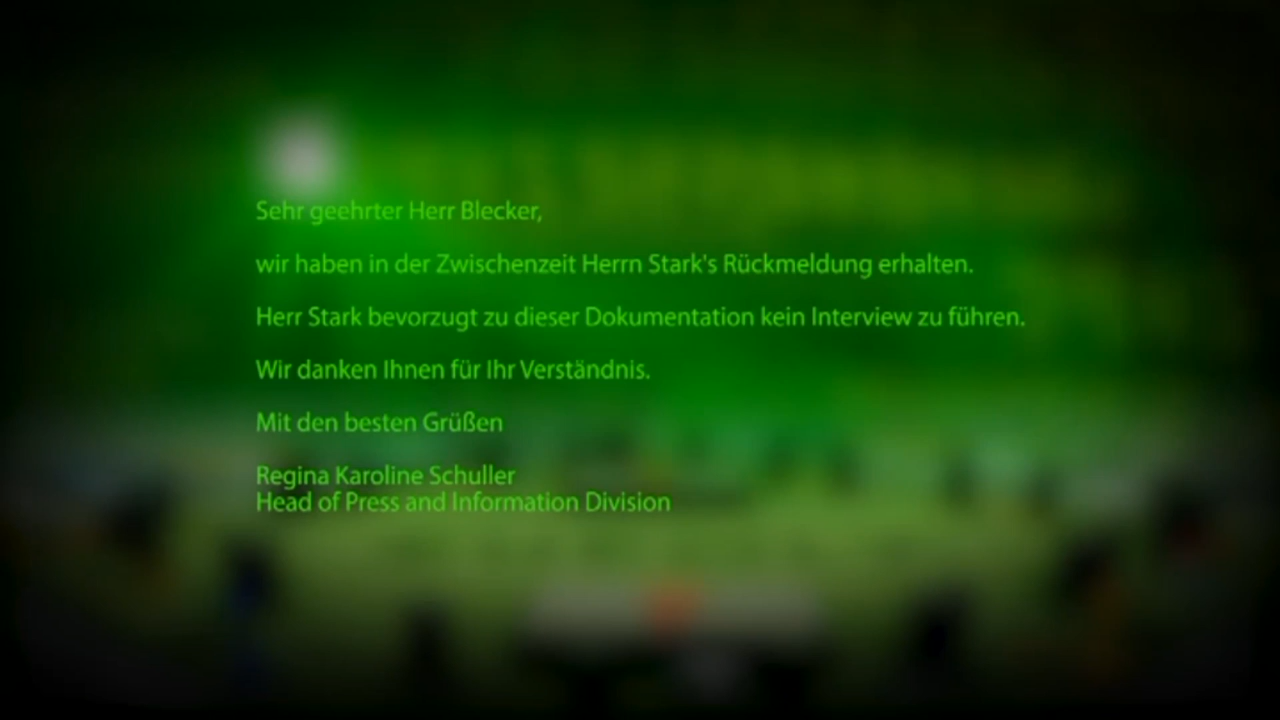 Sehr geehrter Herr Blecker,
wir haben in der Zwischenzeit Herrn Stark's Rückmeldung erhalten.
Herr Stark bevorzugt zu dieser Dokumentation kein Interview zu führen.
Wir danken Ihnen für Ihr Verständnis.
Mit den besten Grüßen
Regina Karoline Schuller
Head of Press and Information Division